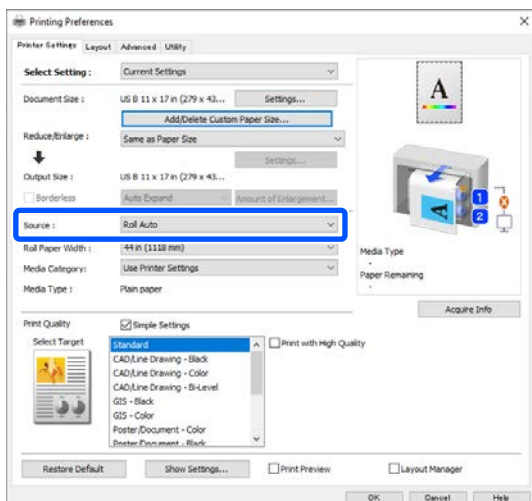 Printing Preferences
Printer Settings Layout Advanced Utility
Select Setting : Current Settings
Document Size : US B 11 x 17 in (279 x 43... Settings...
Add/Delete Custom Paper Size...
Reduce/Enlarge : Same as Paper Size
Settings...
Output Size : US B 11 x 17 in (279 x 43...
Borderless Auto Expand Amount of Enlargement...
Source : Roll Auto
Roll Paper Width : 44 in (1118 mm)
Media Category: Use Printer Settings
Media Type : Plain paper
A
A
1
2
Media Type
-
Paper Remaining
-
Acquire Info
Print Quality Simple Settings
Select Target
Standard
CAD/Line Drawing - Black
CAD/Line Drawing - Color
CAD/Line Drawing - Bi-Level
GIS - Black
GIS - Color
Poster/Document - Color
Poster/Document - Black
Print with High Quality
Restore Default Show Settings... Print Preview Layout Manager
OK Cancel Help